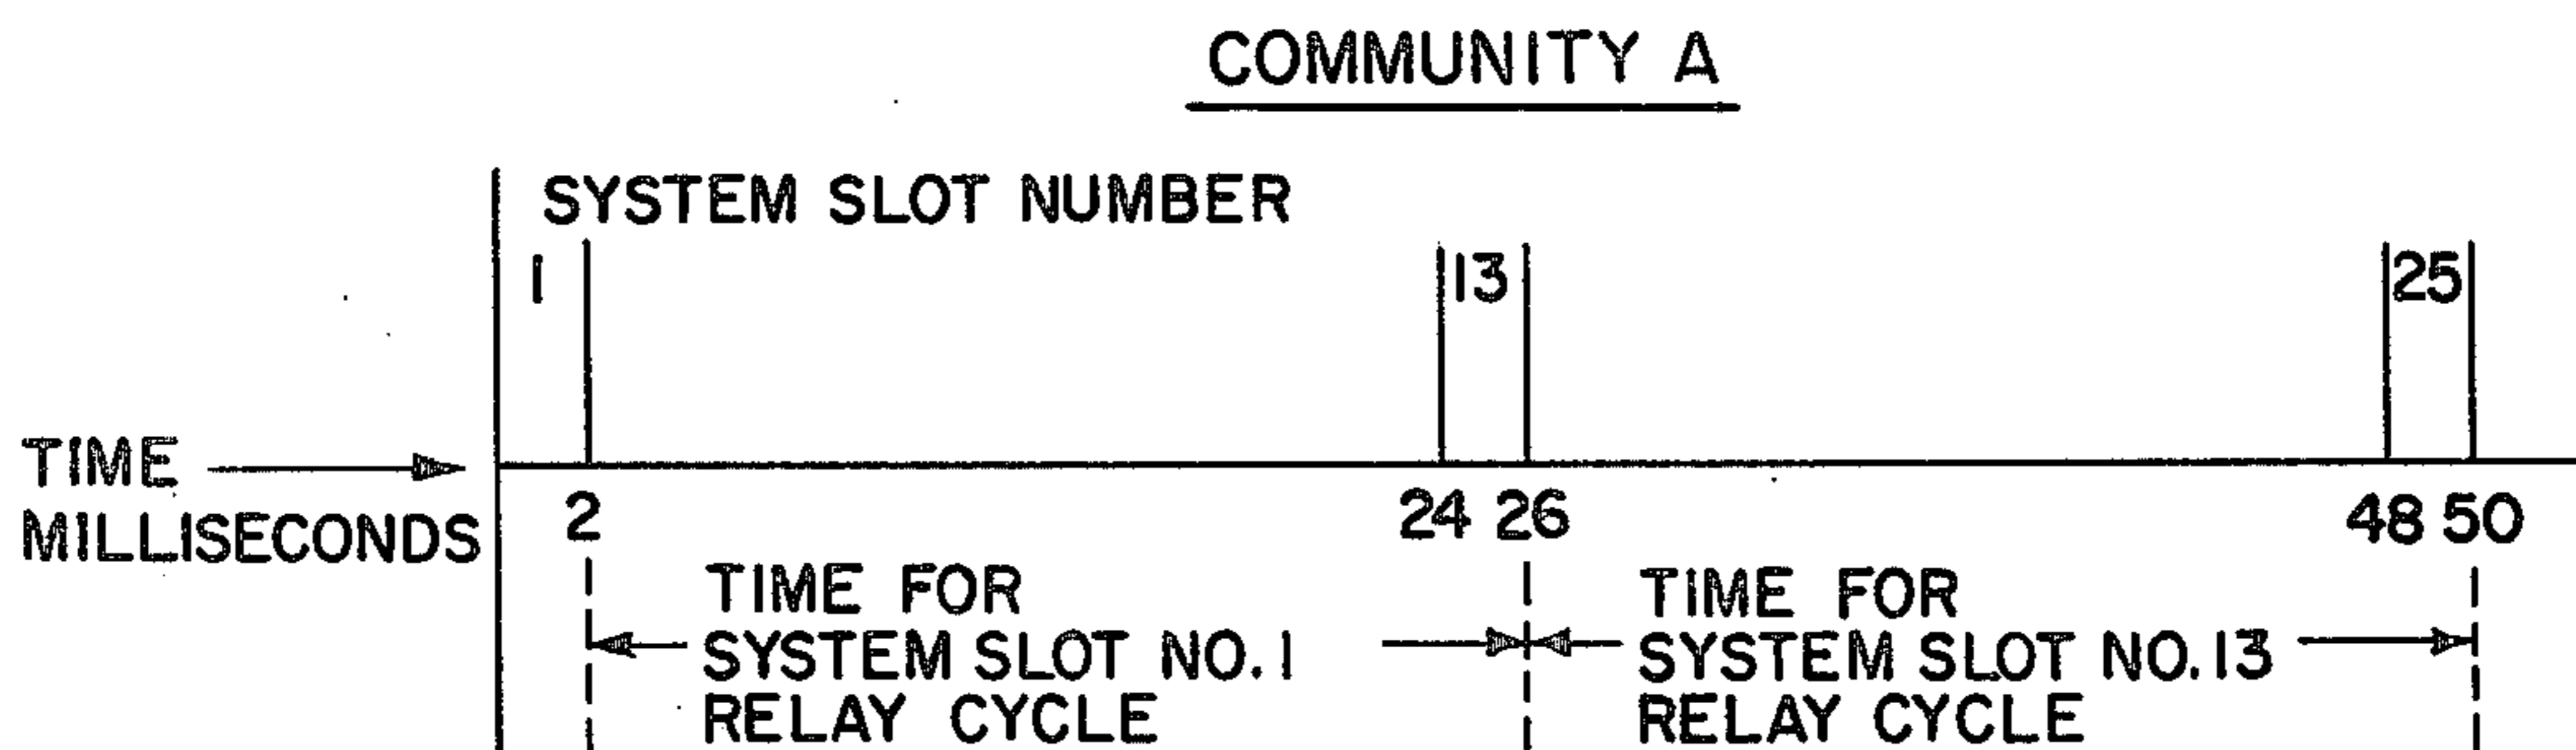 COMMUNITY A
SYSTEM SLOT NUMBER
1 13 25
TIME
MILLISECONDS
2 24 26 48 50
TIME FOR
SYSTEM SLOT NO. 1
RELAY CYCLE
TIME FOR
SYSTEM SLOT NO. 13
RELAY CYCLE